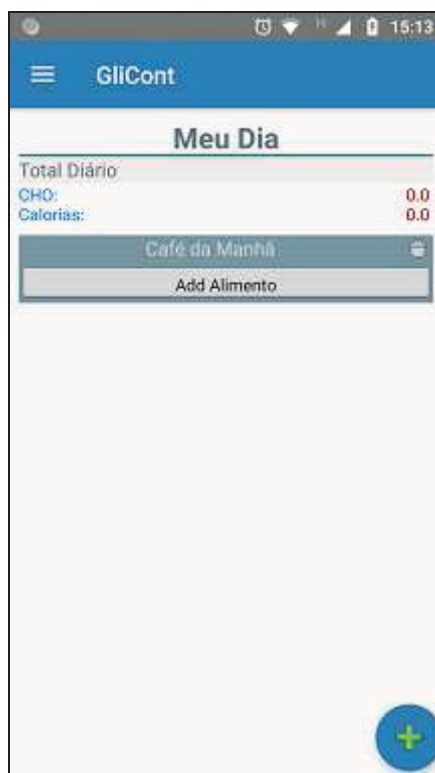 H 15:13
GliCont
Meu Dia
Total Diário
CHO: 0.0
Calorias: 0.0
Café da Manhã
Add Alimento